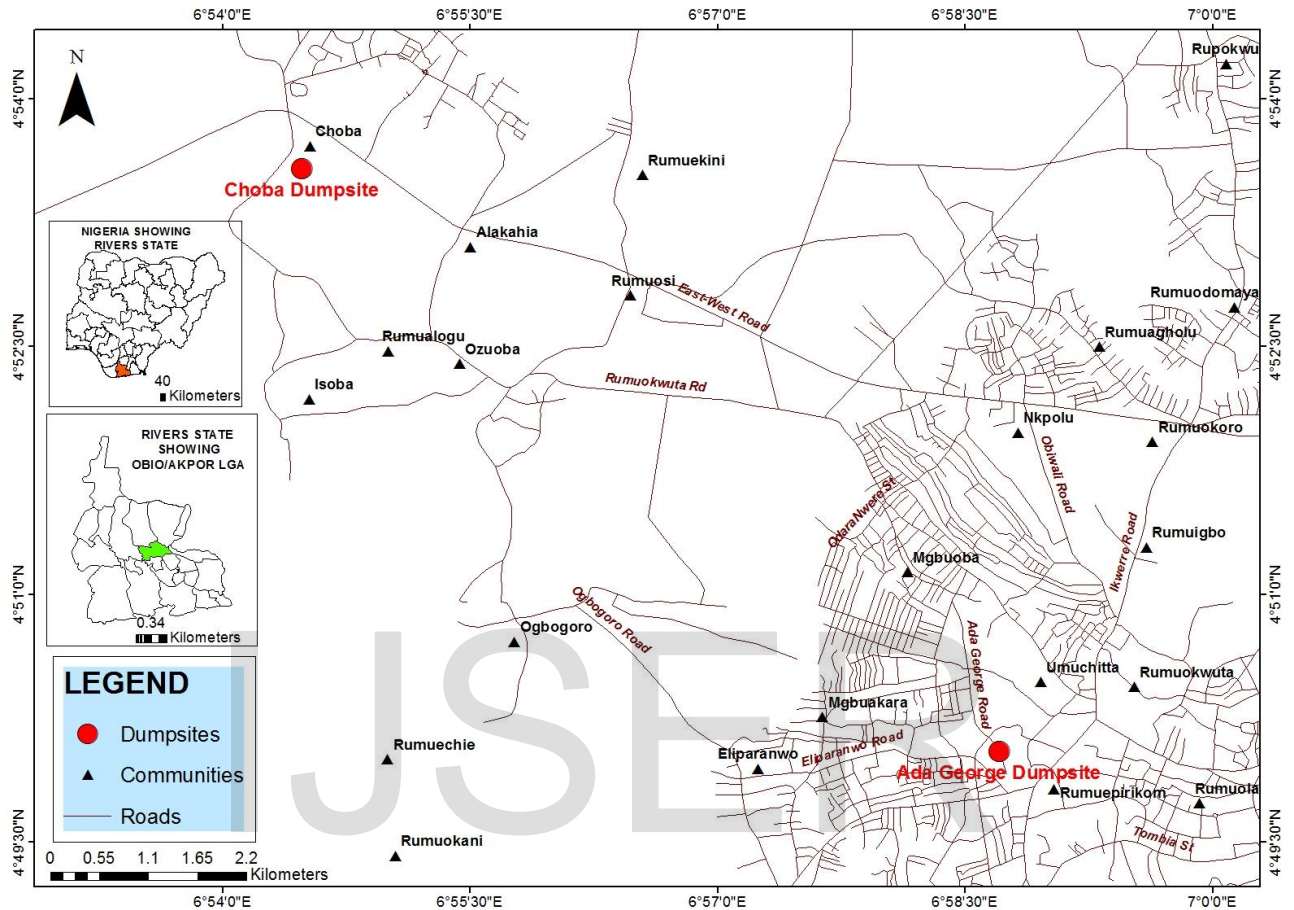 6°54'0"E 6°55'30"E 6°57'0"E 6°58'30"E 7°0'0"E
N
Rupokwu
4°54'0"N
4°54'0"N
Choba
Rumuekini
Choba Dumpsite
Alakahia
NIGERIA SHOWING
RIVERS STATE
40
Kilometers
Rumuosi
East-West Road
Rumuodomaya
Rumuagholu
4°52'30"N
4°52'30"N
Rumualogu
Ozuoba
Isoba
Rumuokwuta Rd
Nkpolu
Rumuokoro
Obiwali Road
RIVERS STATE
SHOWING
OBIO/AKPOR LGA
0.34
Kilometers
OdaraNwere St.
Ikwerre Road
Rumuigbo
Mgbuoba
4°51'0"N
4°51'0"N
Ogbogoro
Ogbogoro Road
Ada George Road
Umuchitta
Rumuokwuta
Mgbuakara
Rumuechie
Eliparanwo
Eliparanwo Road
Ada George Dumpsite
Rumuepirikom
Rumuola
Tombia St
Rumuokani
4°49'30"N
4°49'30"N
LEGEND
Dumpsites
Communities
Roads
0 0.55 1.1 1.65 2.2
Kilometers
IJSER
6°54'0"E 6°55'30"E 6°57'0"E 6°58'30"E 7°0'0"E